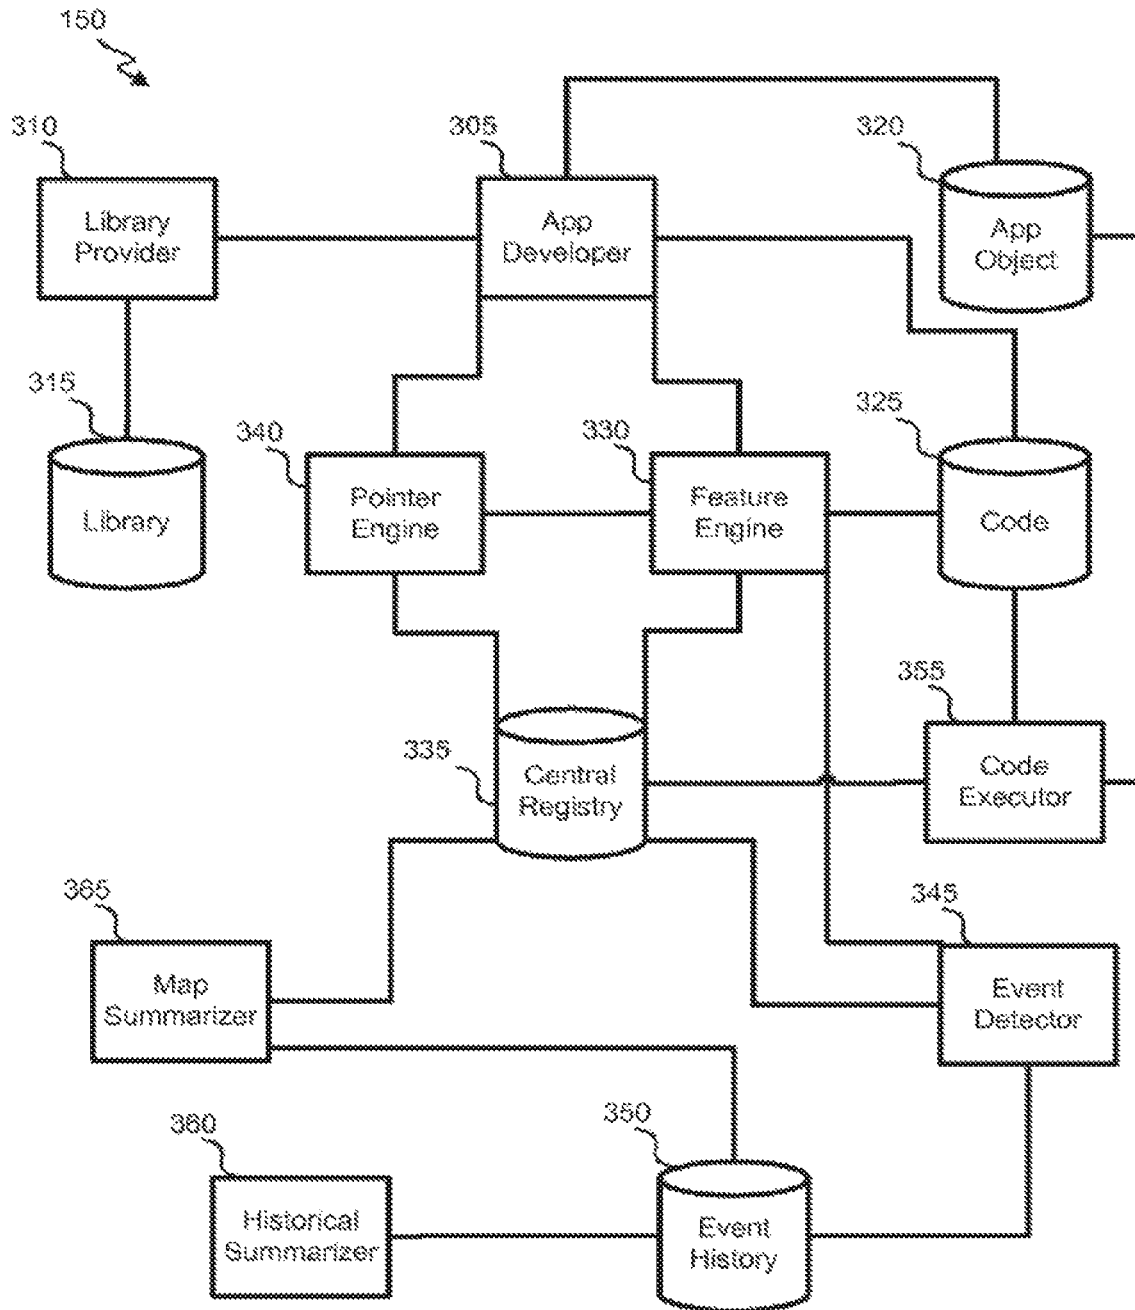 150
310
305
320
Library
Provider
App
Developer
App
Object
315
340
330
325
Library
Pointer
Engine
Feature
Engine
Code
355
335
Central
Registry
Code
Executor
365
345
Map
Summarizer
Event
Detector
360
350
Historical
Summarizer
Event
History